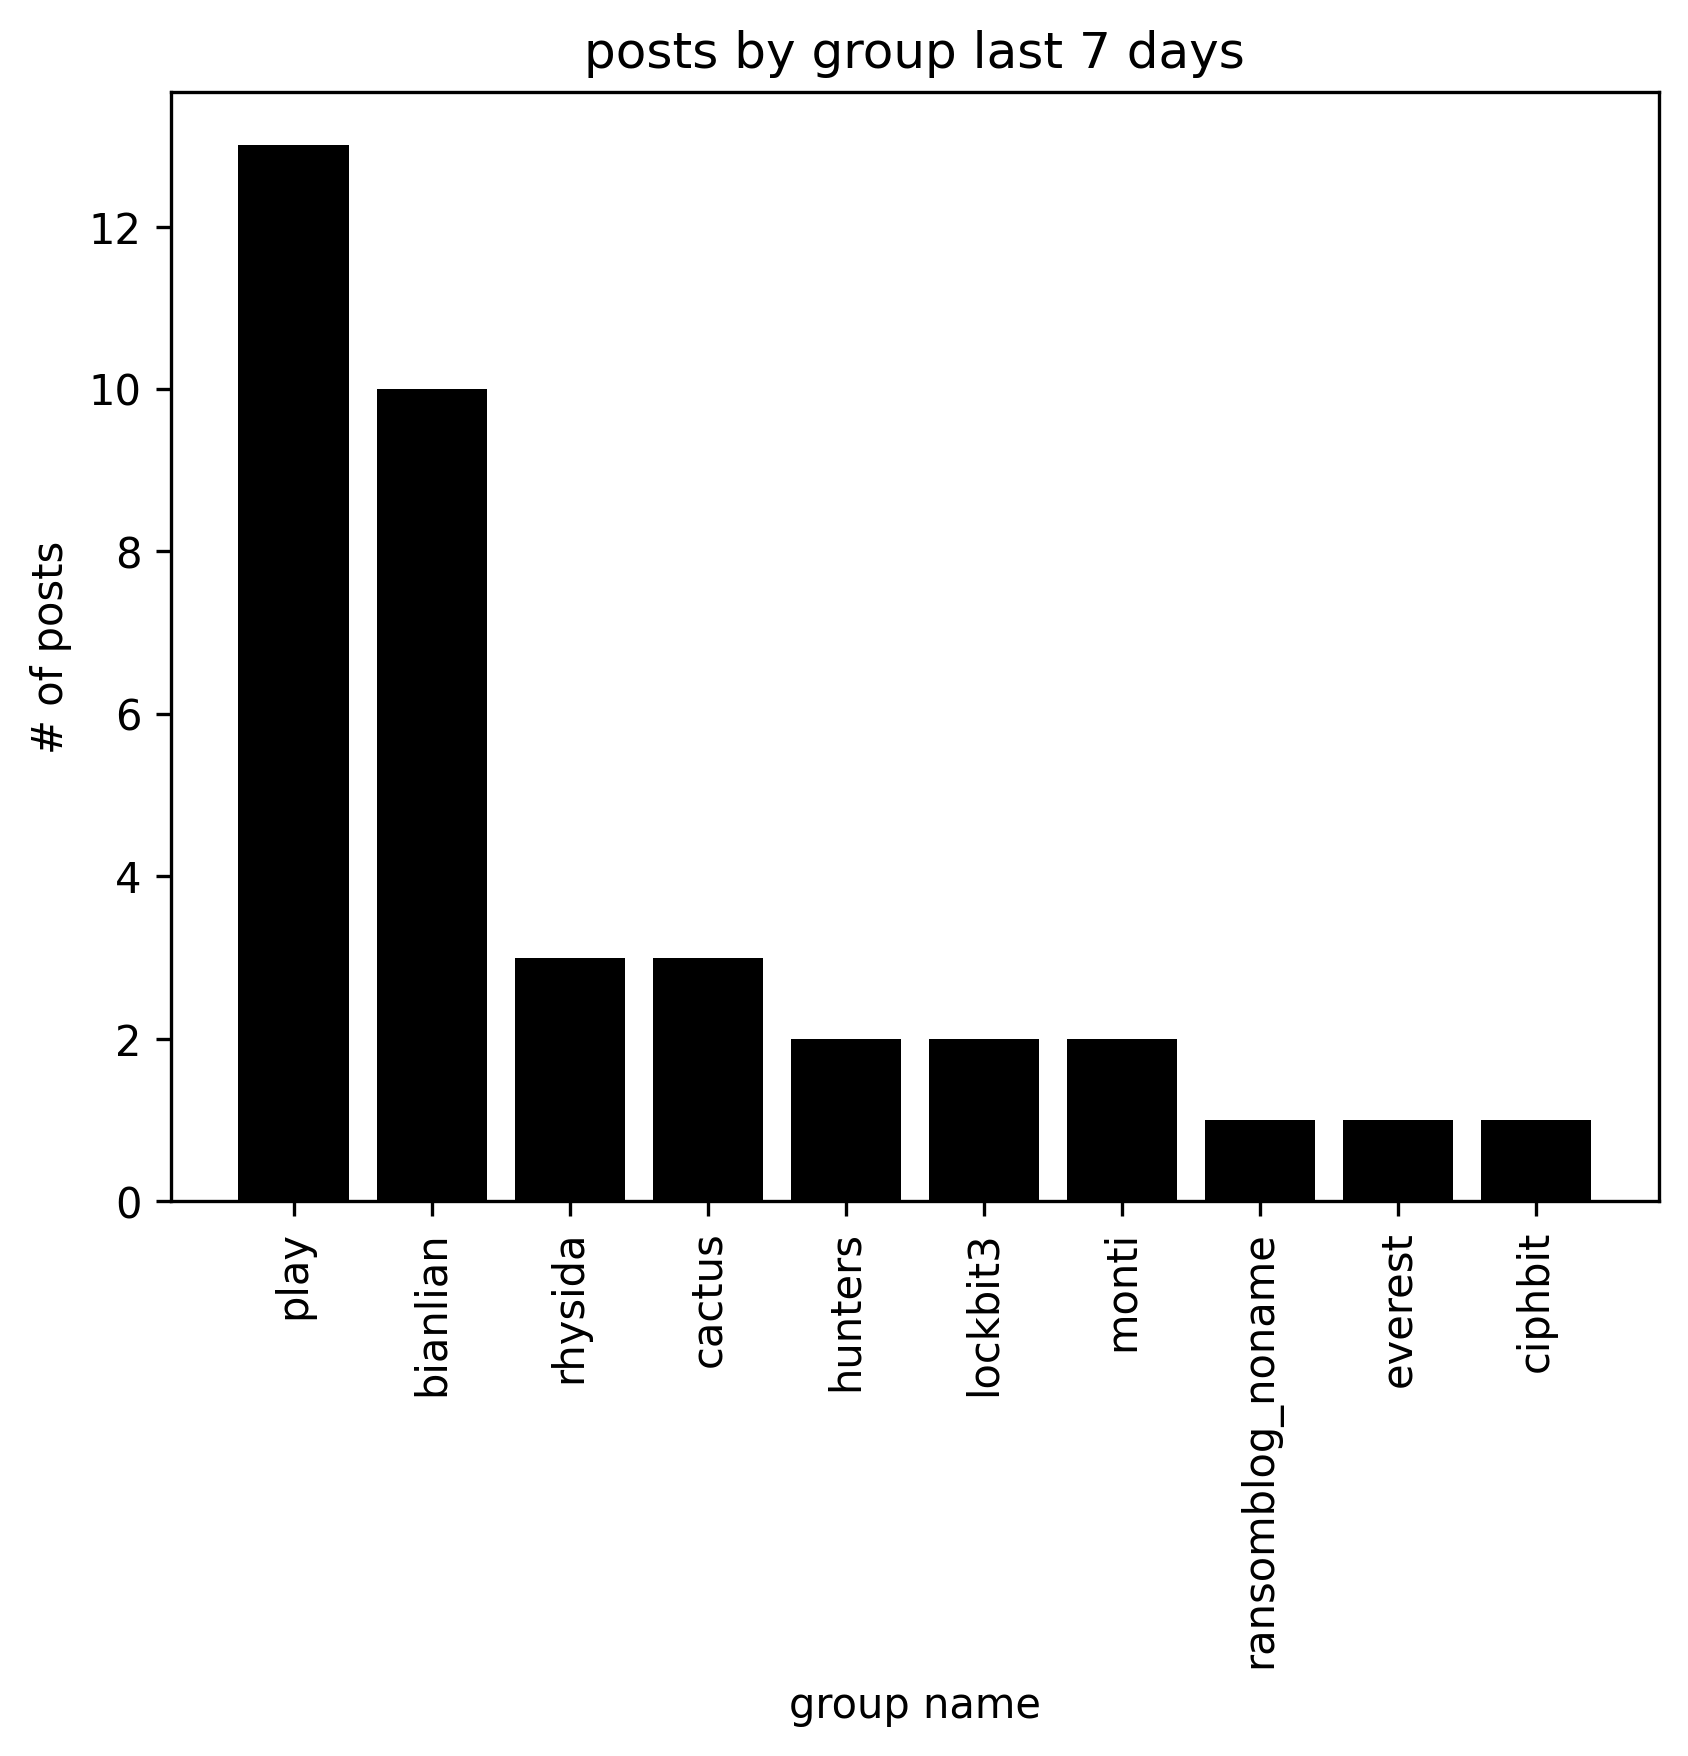 posts by group last 7 days
# of posts
12
10
8
6
4
2
0
play
bianlian
rhysida
cactus
hunters
lockbit3
monti
ransomblog_noname
everest
ciphbit
group name